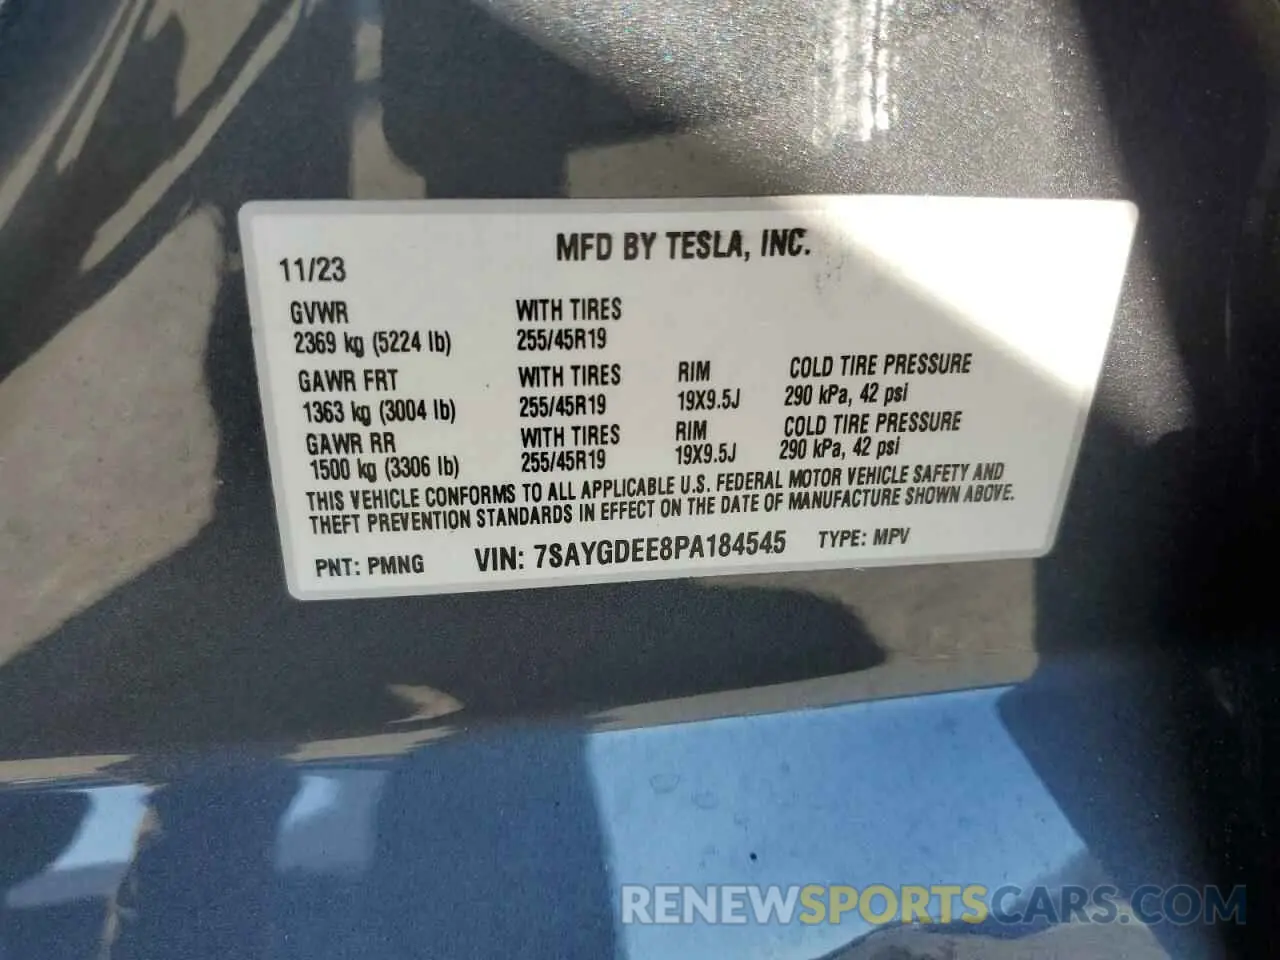 MFD BY TESLA, INC.
11/23
GVWR WITH TIRES
2369 kg (5224 lb) 255/45R19
GAWR FRT WITH TIRES RIM COLD TIRE PRESSURE
1363 kg (3004 lb) 255/45R19 19X9.5J 290 kPa, 42 psi
GAWR RR WITH TIRES RIM COLD TIRE PRESSURE
1500 kg (3306 lb) 255/45R19 19X9.5J 290 kPa, 42 psi
THIS VEHICLE CONFORMS TO ALL APPLICABLE U.S. FEDERAL MOTOR VEHICLE SAFETY AND
THEFT PREVENTION STANDARDS IN EFFECT ON THE DATE OF MANUFACTURE SHOWN ABOVE.
PNT: PMNG VIN: 7SAYGDEE8PA184545 TYPE: MPV
RENEWSPORTSCARS.COM